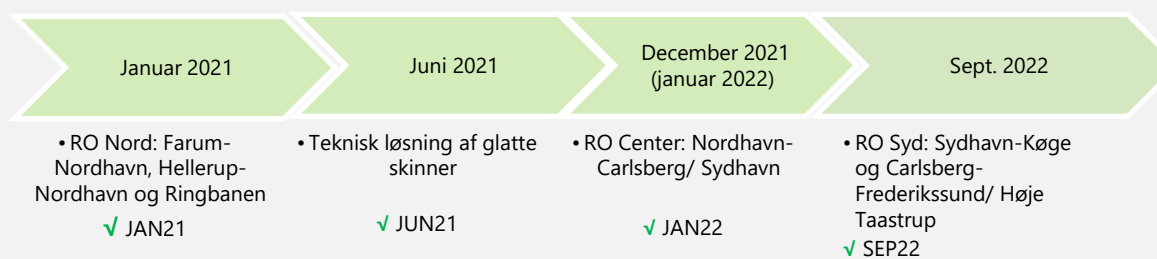 Januar 2021
Juni 2021
December 2021
(januar 2022)
Sept. 2022
• RO Nord: Farum-
Nordhavn, Hellerup-
Nordhavn og Ringbanen
√ JAN21
• Teknisk løsning af glatte
skinner
√ JUN21
• RO Center: Nordhavn-
Carlsberg/ Sydhavn
√ JAN22
• RO Syd: Sydhavn-Køge
og Carlsberg-
Frederikssund/ Høje
Taastrup
√ SEP22